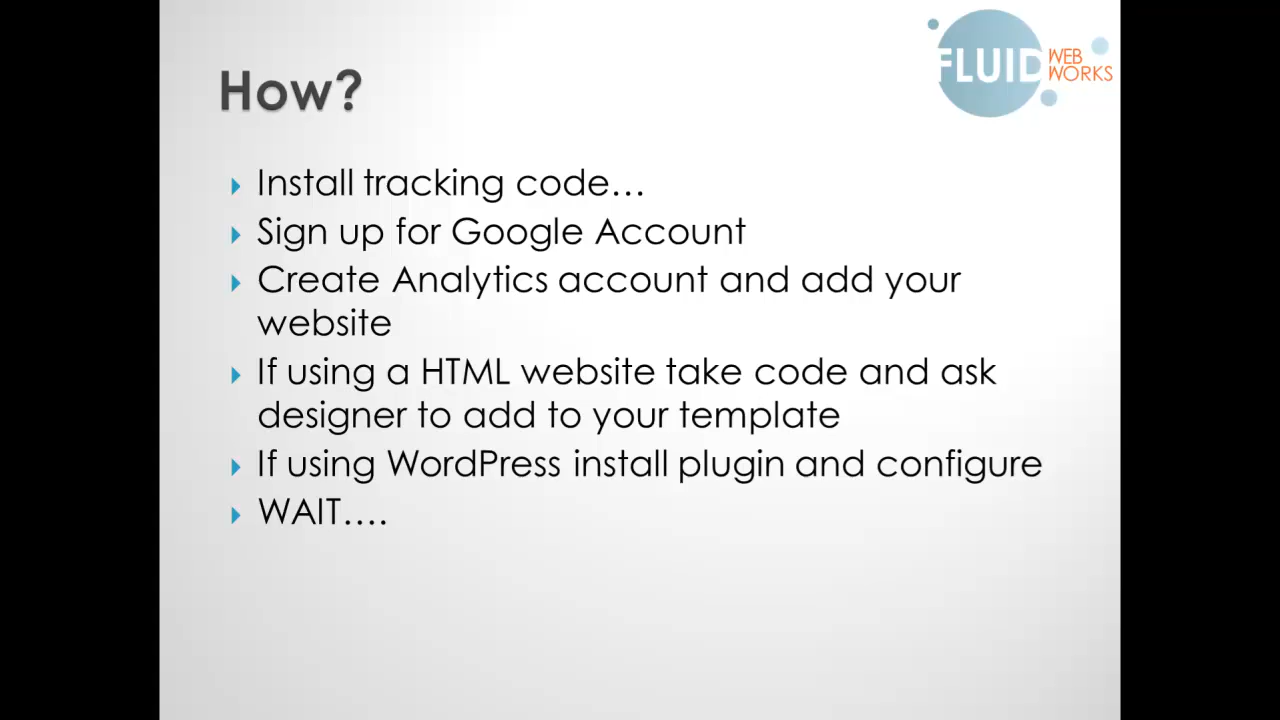 FLUID WEB WORKS
How?
Install tracking code…
Sign up for Google Account
Create Analytics account and add your
website
If using a HTML website take code and ask
designer to add to your template
If using WordPress install plugin and configure
WAIT….